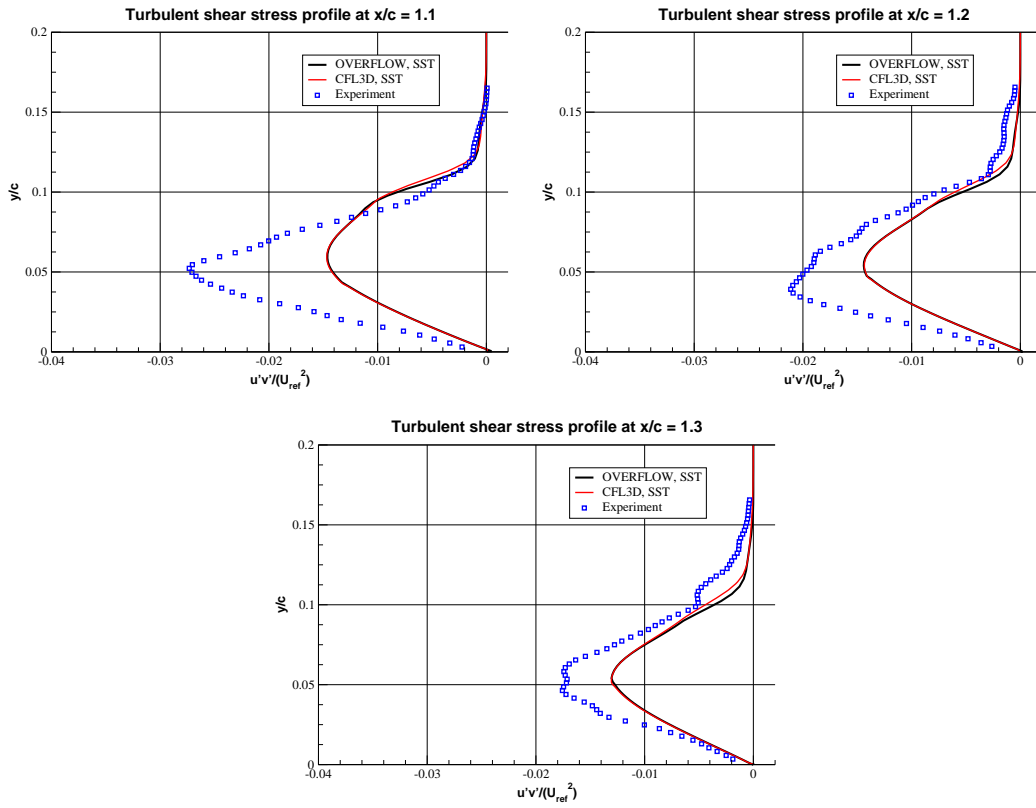 Turbulent shear stress profile at x/c = 1.1
0.2
OVERFLOW, SST
CFL3D, SST
Experiment
0.15
y/c
0.1
0.05
0
-0.04 -0.03 -0.02 -0.01 0
u'v'/(U_ref^2)
Turbulent shear stress profile at x/c = 1.2
0.2
OVERFLOW, SST
CFL3D, SST
Experiment
0.15
y/c
0.1
0.05
0
-0.04 -0.03 -0.02 -0.01 0
u'v'/(U_ref^2)
Turbulent shear stress profile at x/c = 1.3
0.2
OVERFLOW, SST
CFL3D, SST
Experiment
0.15
y/c
0.1
0.05
0
-0.04 -0.03 -0.02 -0.01 0
u'v'/(U_ref^2)